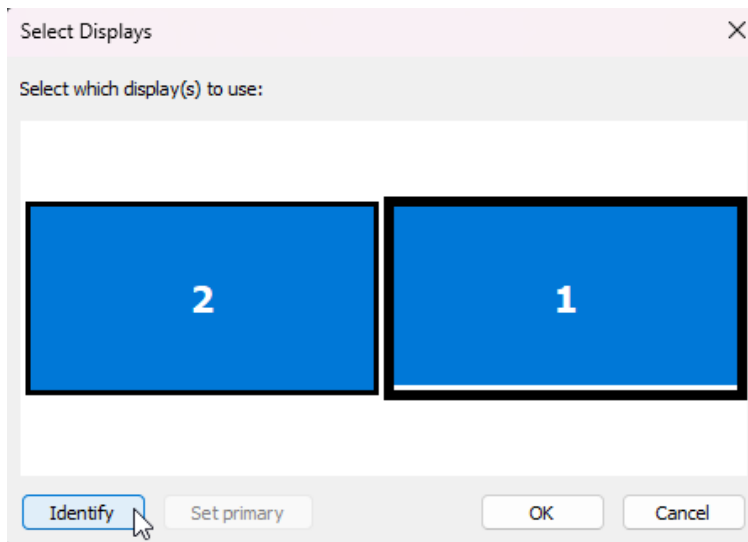 Select Displays
Select which display(s) to use:
2 1
Identify Set primary OK Cancel